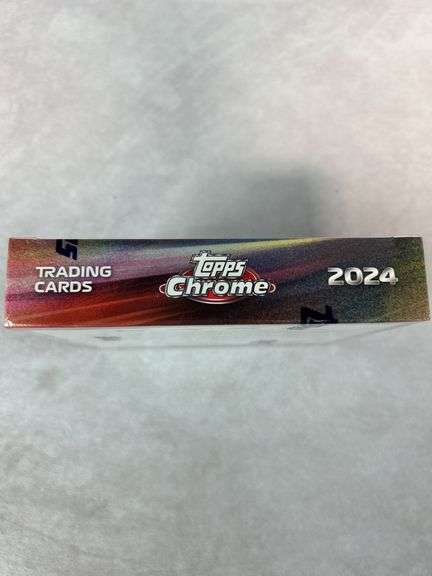 TRADING
CARDS
Topps
Chrome
2024